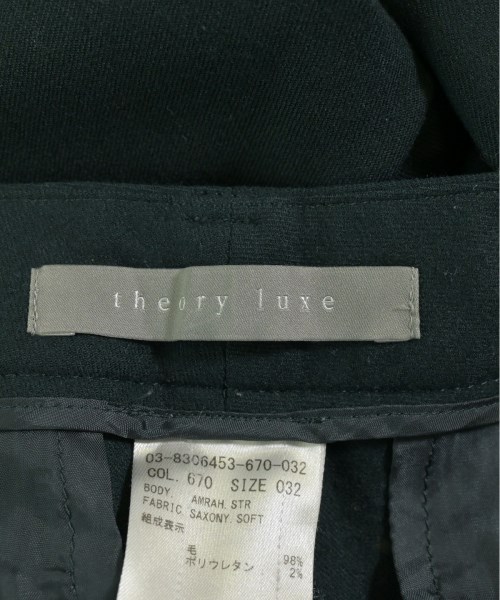 theory luxe
03-8306453-670-032
COL. 670 SIZE 032
BODY. AMRAH. STR
FABRIC. SAXONY. SOFT
組成表示
毛 98%
ポリウレタン 2%